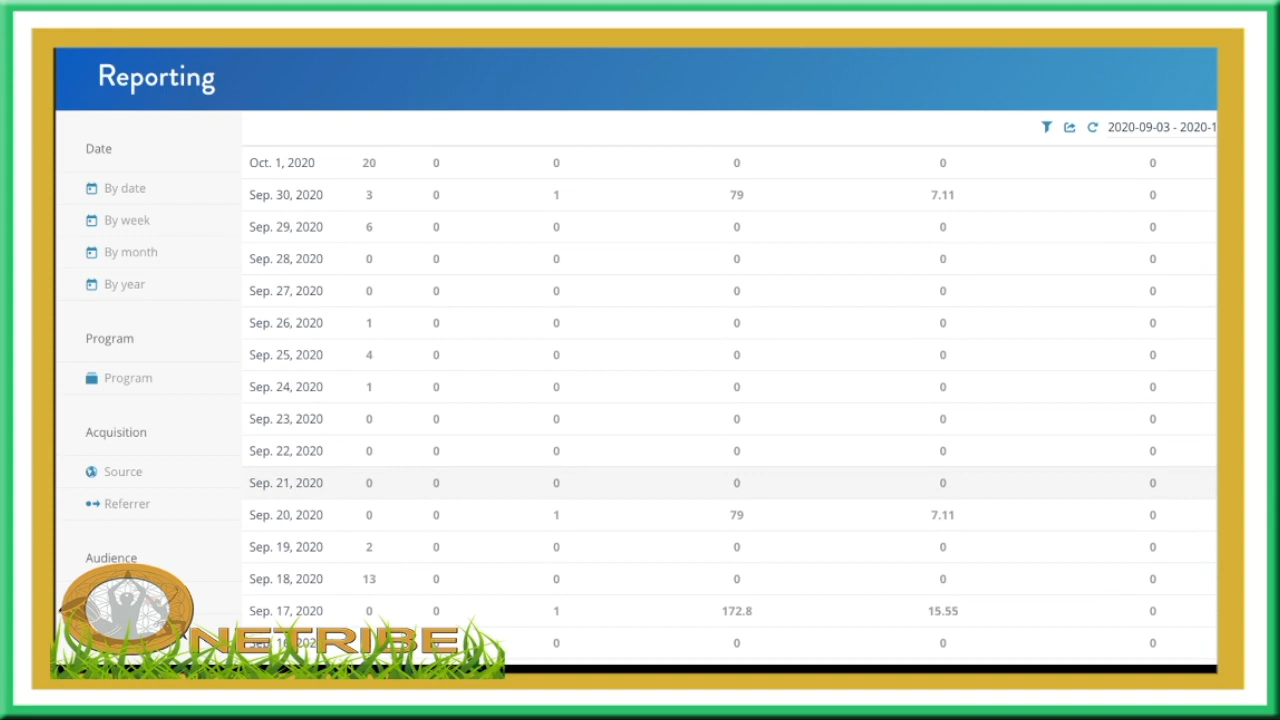 Reporting
2020-09-03 - 2020-1
Date
By date
By week
By month
By year
Program
Program
Acquisition
Source
Referrer
Audience
Oct. 1, 2020 20 0 0 0 0 0
Sep. 30, 2020 3 0 1 79 7.11 0
Sep. 29, 2020 6 0 0 0 0 0
Sep. 28, 2020 0 0 0 0 0 0
Sep. 27, 2020 0 0 0 0 0 0
Sep. 26, 2020 1 0 0 0 0 0
Sep. 25, 2020 4 0 0 0 0 0
Sep. 24, 2020 1 0 0 0 0 0
Sep. 23, 2020 0 0 0 0 0 0
Sep. 22, 2020 0 0 0 0 0 0
Sep. 21, 2020 0 0 0 0 0 0
Sep. 20, 2020 0 0 1 79 7.11 0
Sep. 19, 2020 2 0 0 0 0 0
Sep. 18, 2020 13 0 0 0 0 0
Sep. 17, 2020 0 0 1 172.8 15.55 0
0 0 0 0
NETRIBE